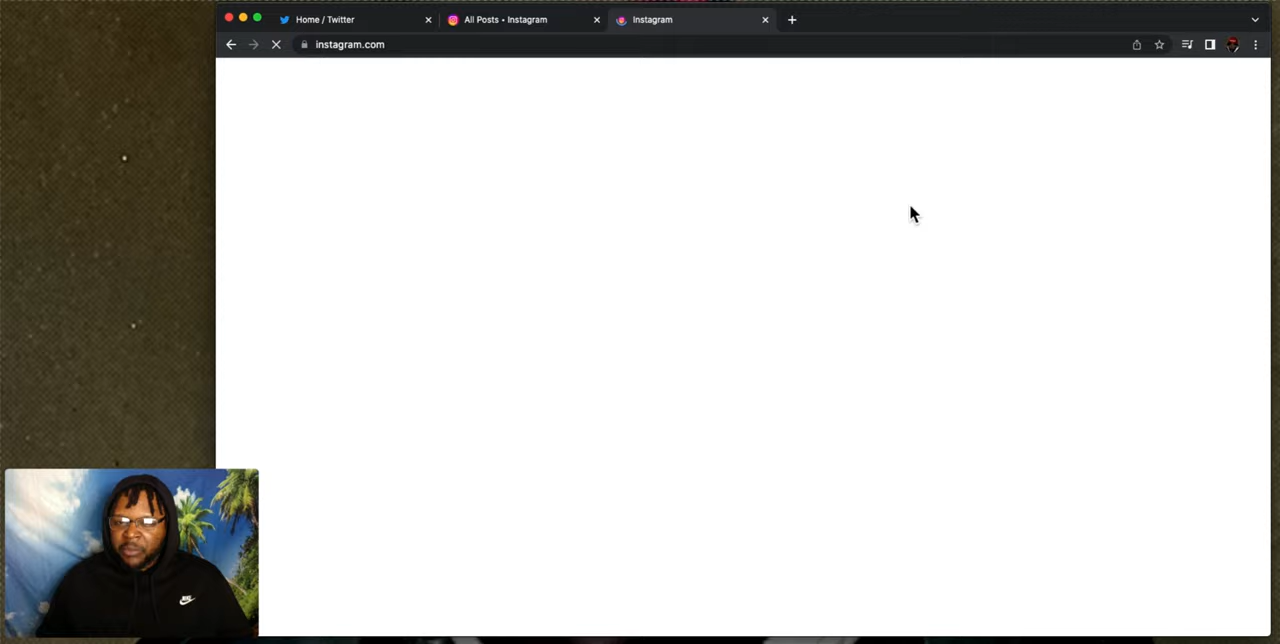 Home / Twitter
All Posts • Instagram
Instagram
instagram.com